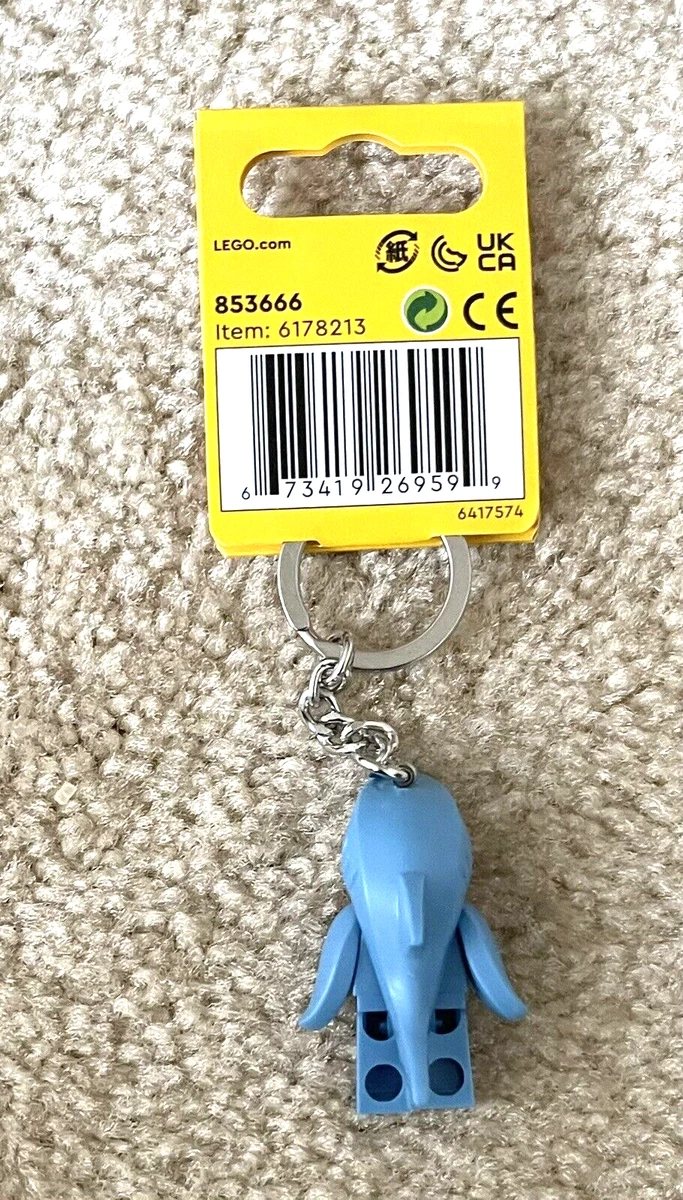 LEGO.com
紙
UK
CA
853666
CE
Item: 6178213
6 73419 26959 9
6417574